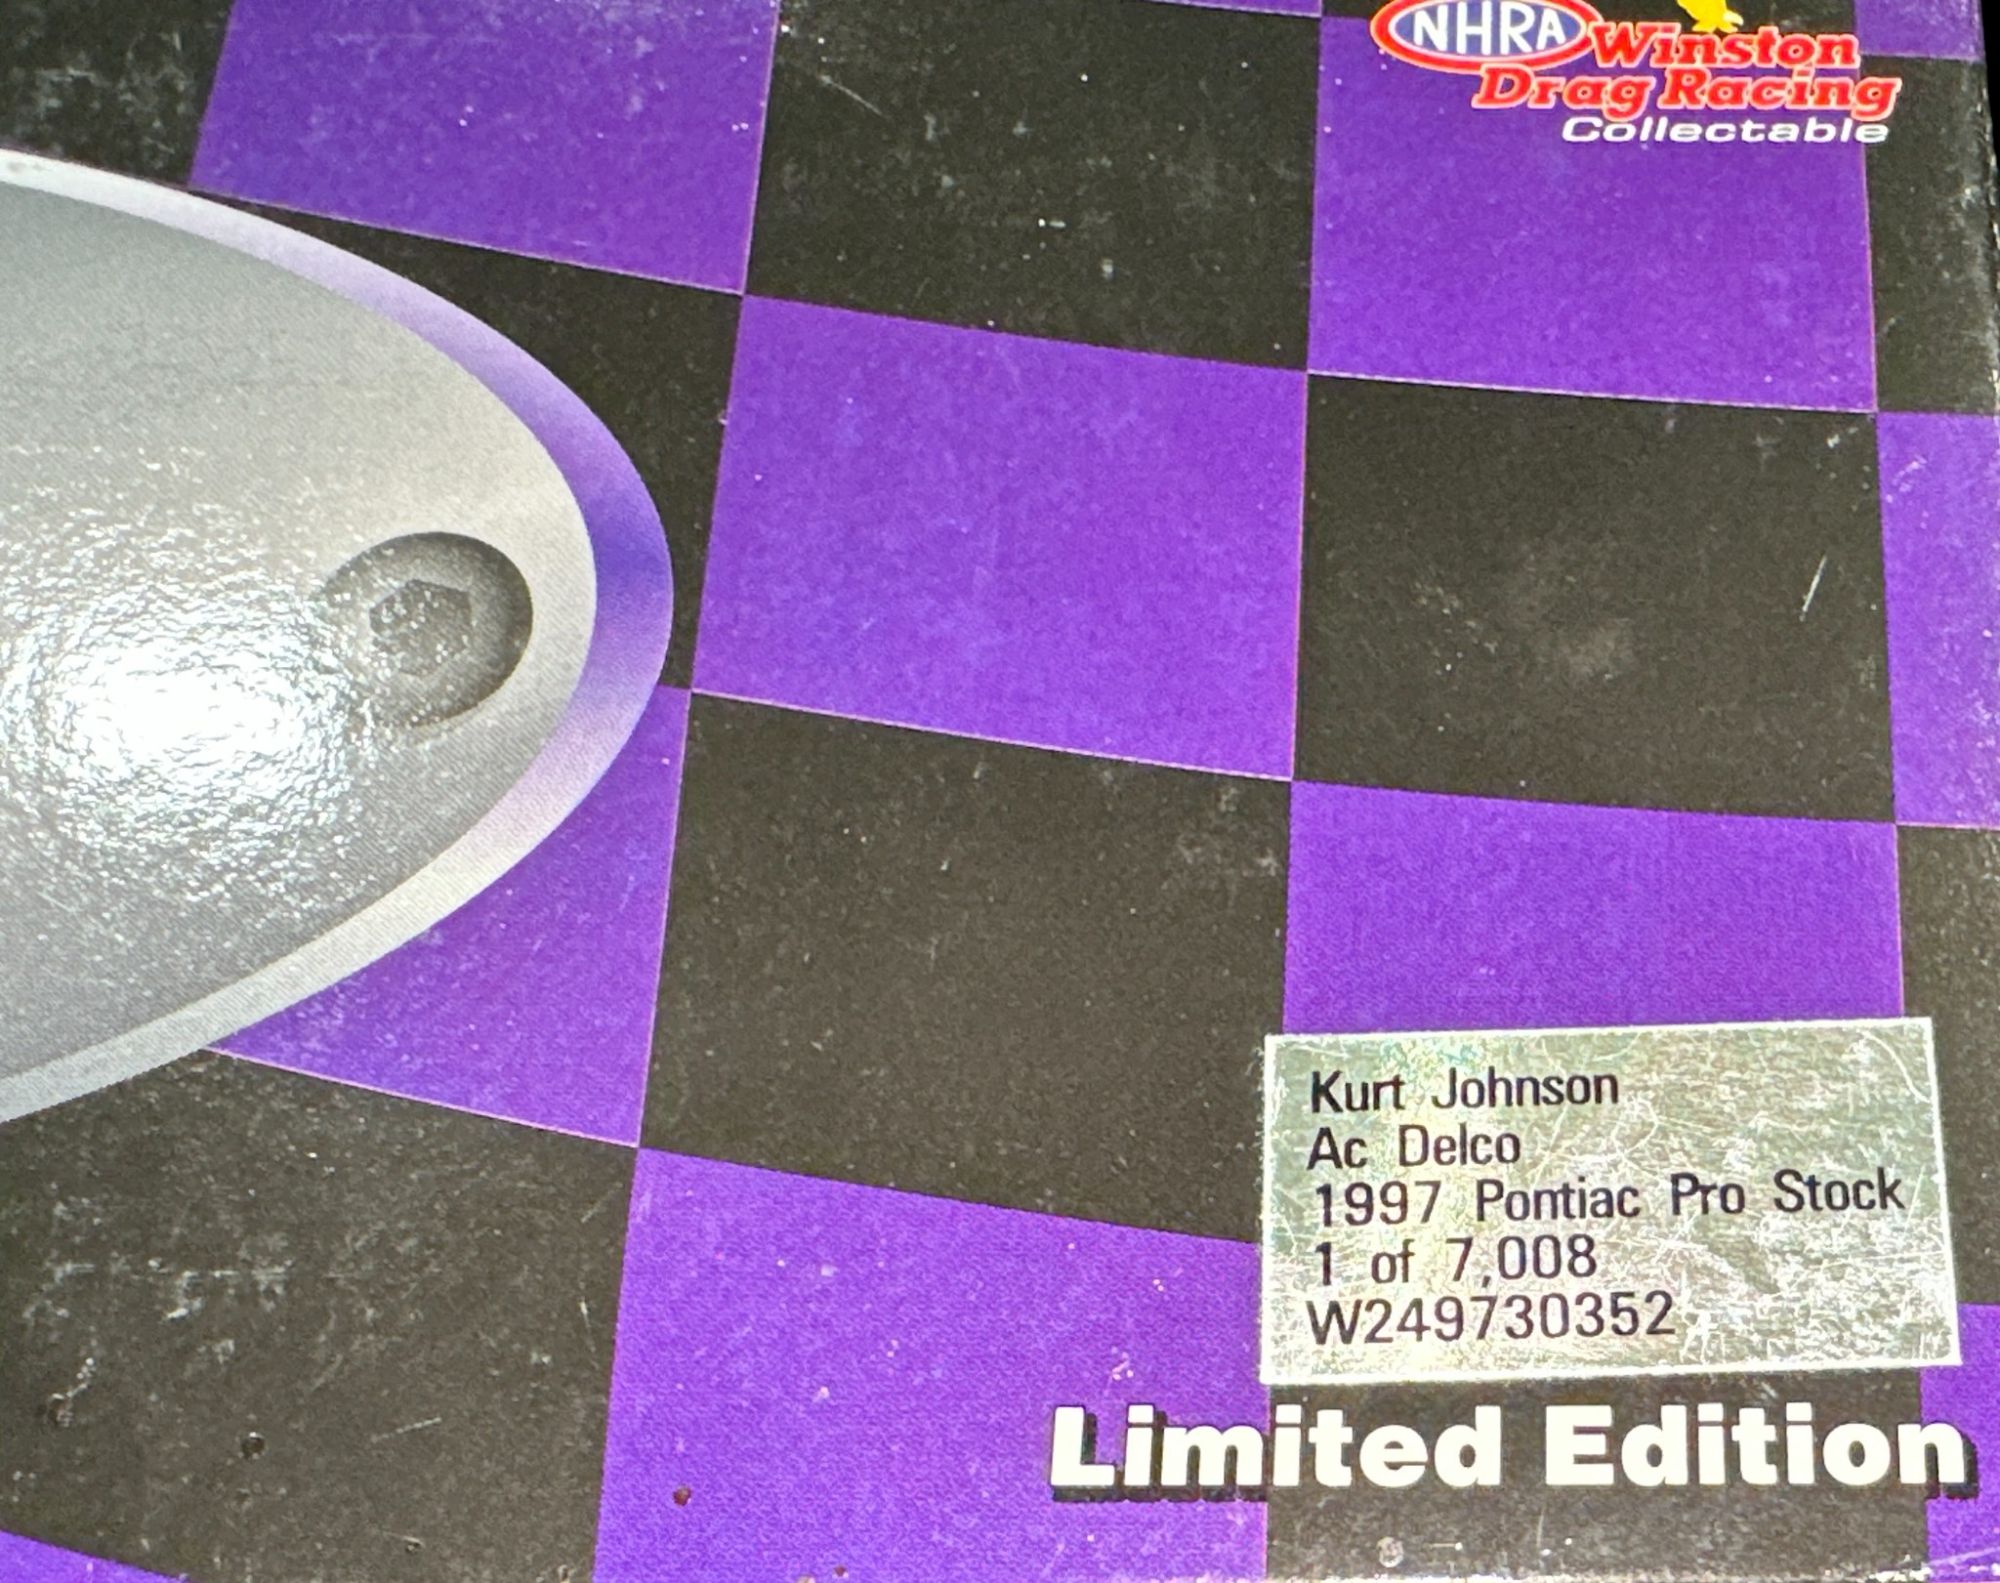 NHRA Winston
Drag Racing
Collectable
Kurt Johnson
Ac Delco
1997 Pontiac Pro Stock
1 of 7,008
W249730352
Limited Edition